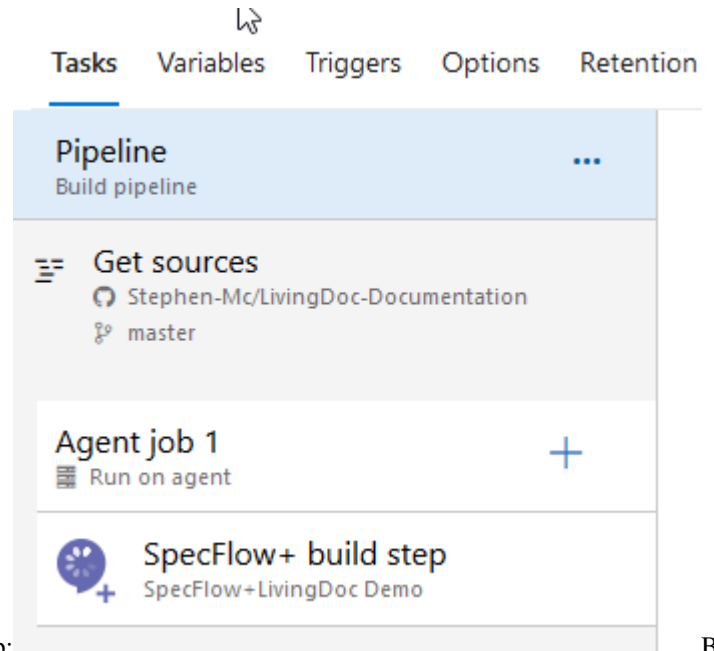 Tasks Variables Triggers Options Retention
Pipeline
...
Build pipeline
Get sources
Stephen-Mc/LivingDoc-Documentation
master
Agent job 1
Run on agent
SpecFlow+ build step
SpecFlow+LivingDoc Demo